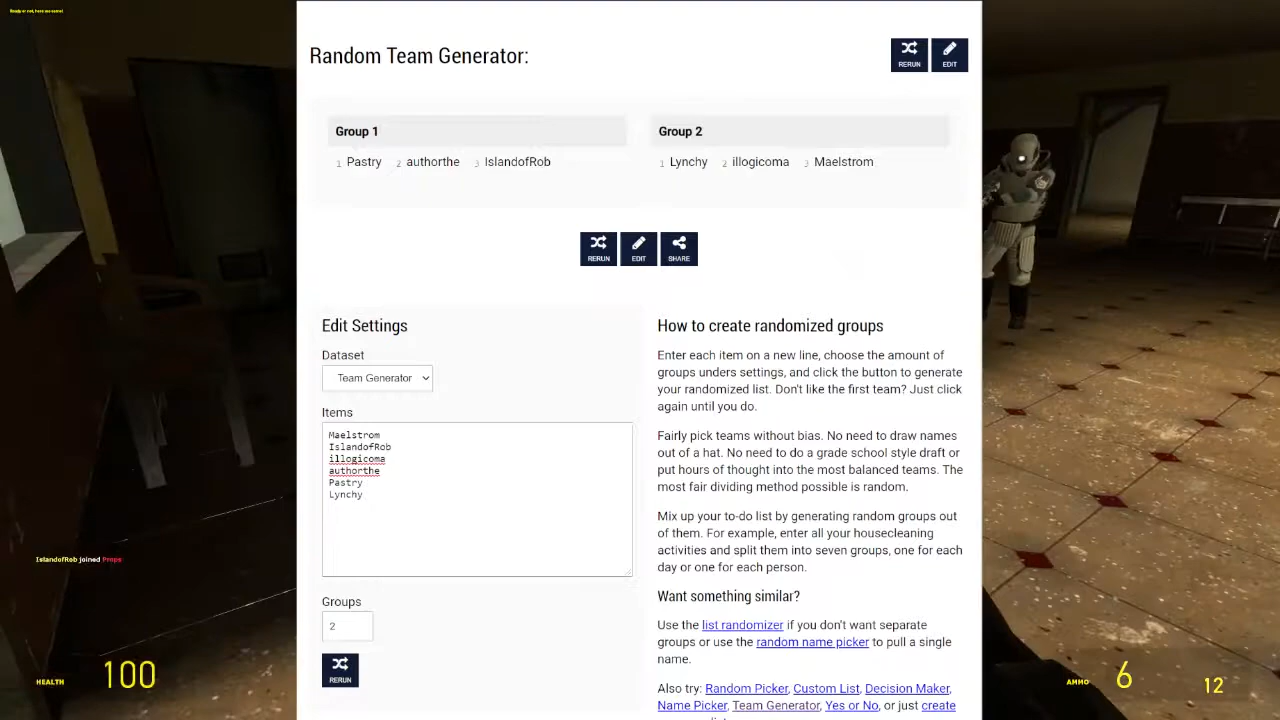 Ready or not, here we come!
Random Team Generator:
RERUN
EDIT
Group 1
1 Pastry 2 authorthe 3 IslandofRob
Group 2
1 Lynchy 2 illogicoma 3 Maelstrom
RERUN
EDIT
SHARE
Edit Settings
Dataset
Team Generator
Items
Maelstrom
IslandofRob
illogicoma
authorthe
Pastry
Lynchy
Groups
2
RERUN
How to create randomized groups
Enter each item on a new line, choose the amount of
groups under settings, and click the button to generate
your randomized list. Don't like the first team? Just click
again until you do.
Fairly pick teams without bias. No need to draw names
out of a hat. No need to do a grade school style draft or
put hours of thought into the most balanced teams. The
most fair dividing method possible is random.
Mix up your to-do list by generating random groups out
of them. For example, enter all your housecleaning
activities and split them into seven groups, one for each
day or one for each person.
Want something similar?
Use the list randomizer if you don't want separate
groups or use the random name picker to pull a single
name.
Also try: Random Picker, Custom List, Decision Maker,
Name Picker, Team Generator, Yes or No, or just create
IslandofRob joined Props
HEALTH 100
AMMO 6 12